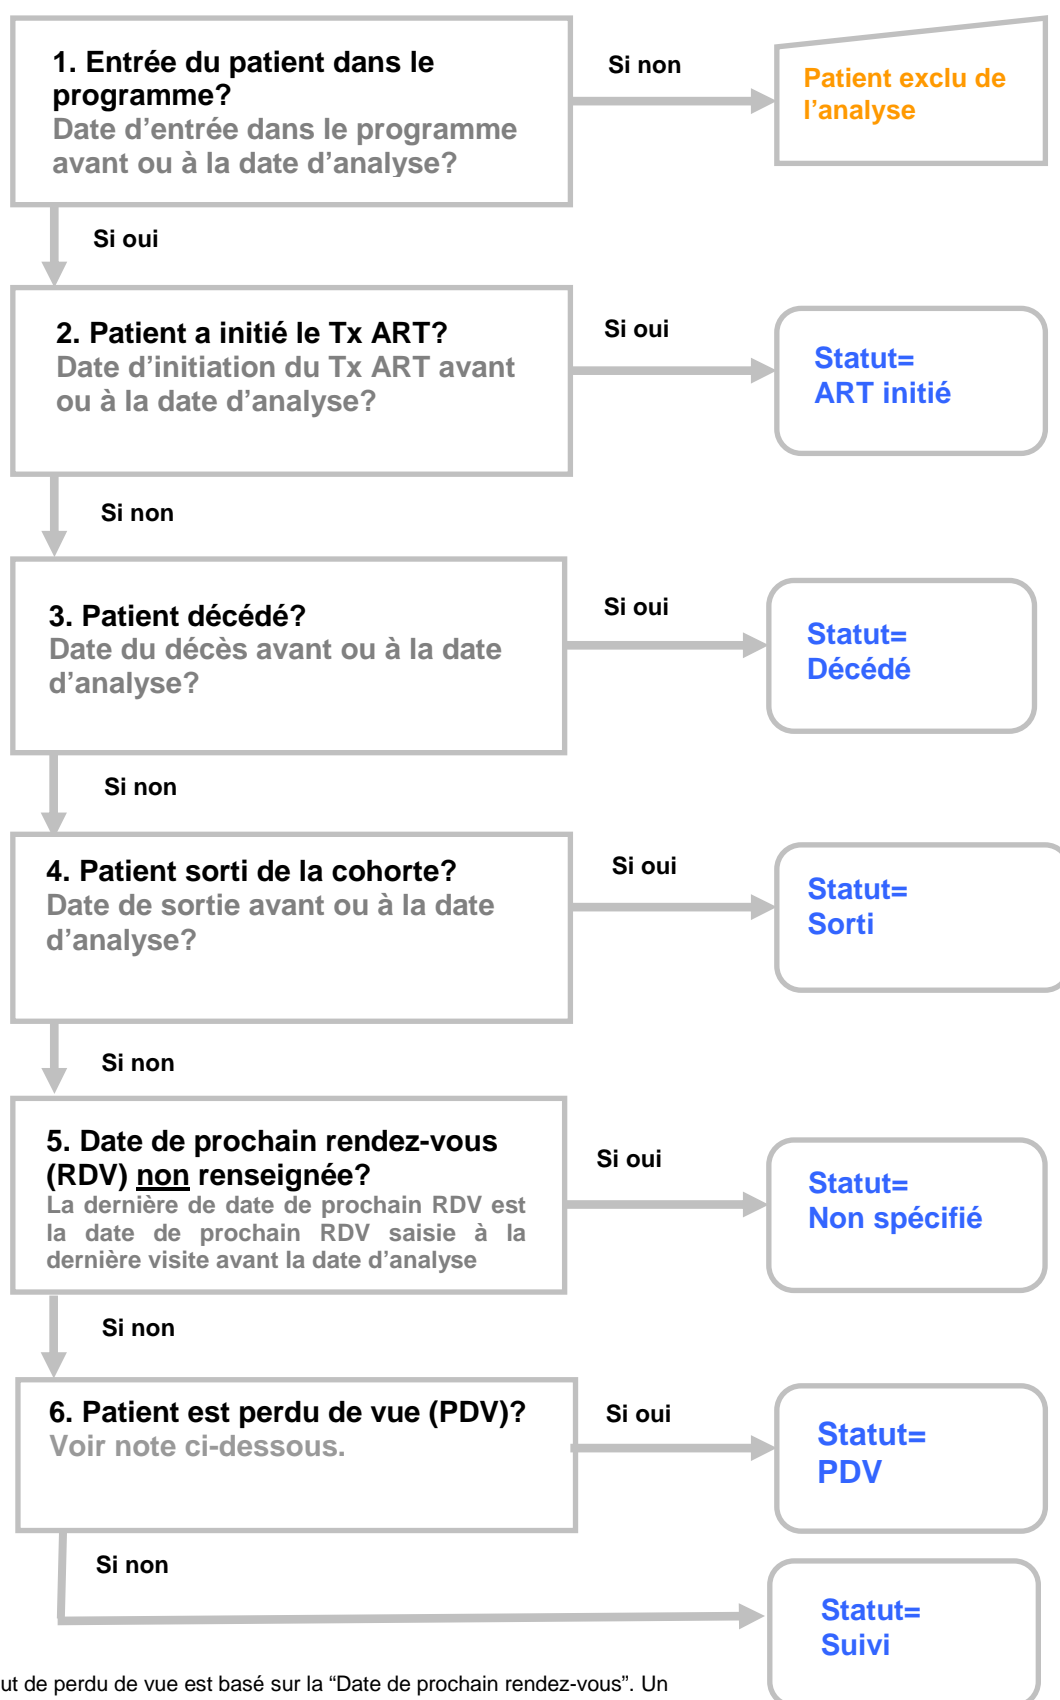 1. Entrée du patient dans le
programme?
Date d’entrée dans le programme
avant ou à la date d’analyse?
Si non
Patient exclu de
l’analyse
Si oui
2. Patient a initié le Tx ART?
Date d’initiation du Tx ART avant
ou à la date d’analyse?
Si oui
Statut=
ART initié
Si non
3. Patient décédé?
Date du décès avant ou à la date
d’analyse?
Si oui
Statut=
Décédé
Si non
4. Patient sorti de la cohorte?
Date de sortie avant ou à la date
d’analyse?
Si oui
Statut=
Sorti
Si non
5. Date de prochain rendez-vous
(RDV) non renseignée?
La dernière de date de prochain RDV est
la date de prochain RDV saisie à la
dernière visite avant la date d’analyse
Si oui
Statut=
Non spécifié
Si non
6. Patient est perdu de vue (PDV)?
Voir note ci-dessous.
Si oui
Statut=
PDV
Si non
Statut=
Suivi
ut de perdu de vue est basé sur la “Date de prochain rendez-vous”. Un